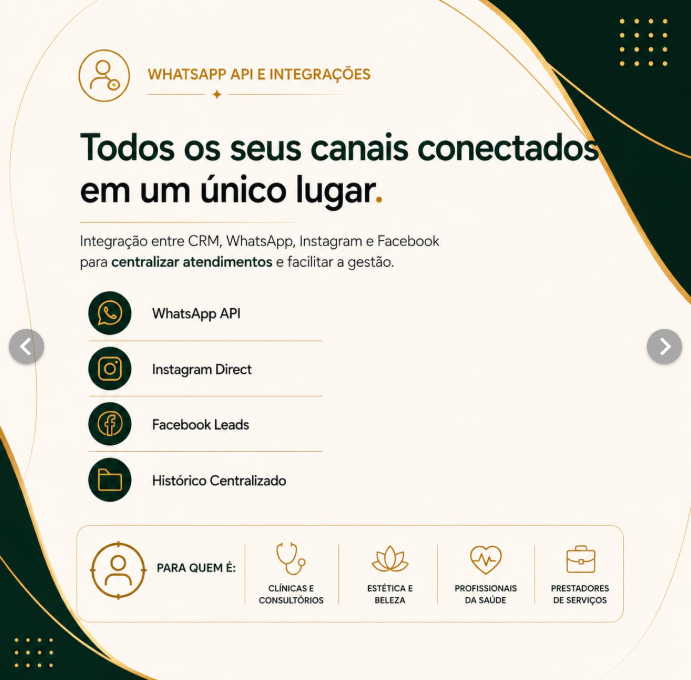 WHATSAPP API E INTEGRAÇÕES
Todos os seus canais conectados
em um único lugar.
Integração entre CRM, WhatsApp, Instagram e Facebook
para centralizar atendimentos e facilitar a gestão.
WhatsApp API
Instagram Direct
Facebook Leads
Histórico Centralizado
PARA QUEM É:
CLÍNICAS E
CONSULTÓRIOS
ESTÉTICA E
BELEZA
PROFISSIONAIS
DA SAÚDE
PRESTADORES
DE SERVIÇOS